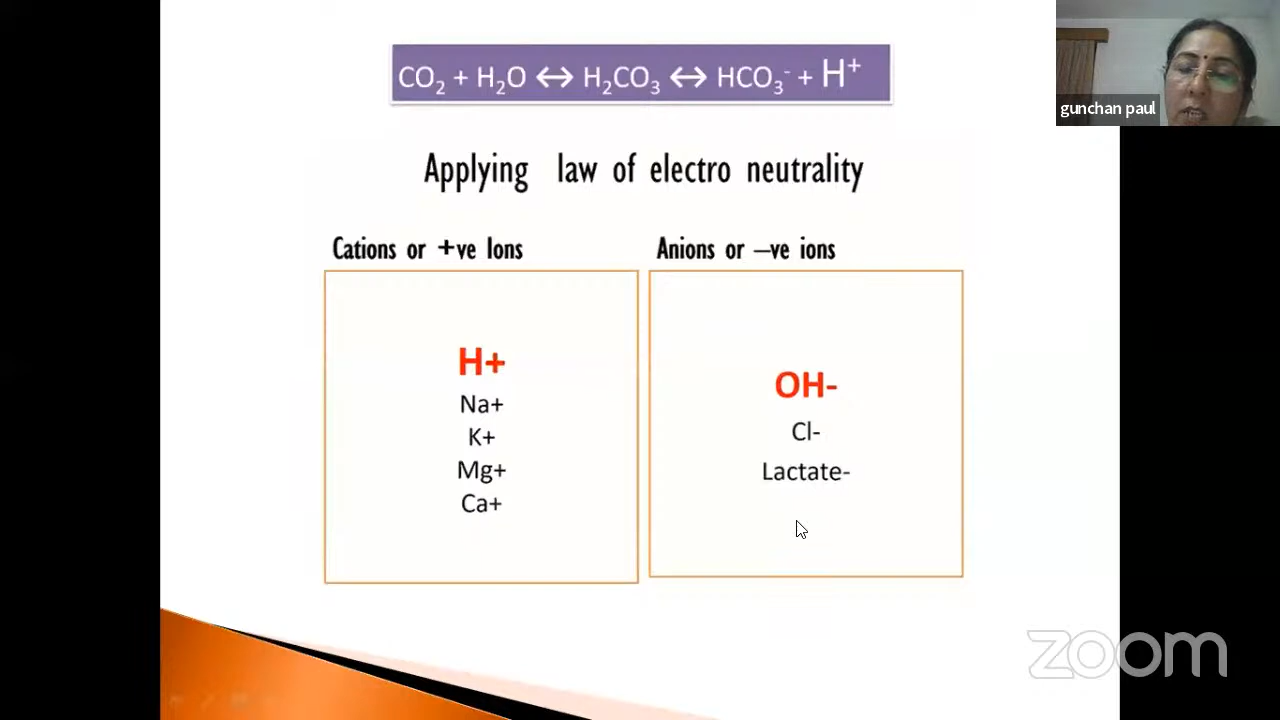 CO₂ + H₂O ↔ H₂CO₃ ↔ HCO₃⁻ + H⁺
gunchan paul
Applying law of electro neutrality
Cations or +ve Ions
Anions or –ve ions
H+
Na+
K+
Mg+
Ca+
OH-
Cl-
Lactate-
zoom